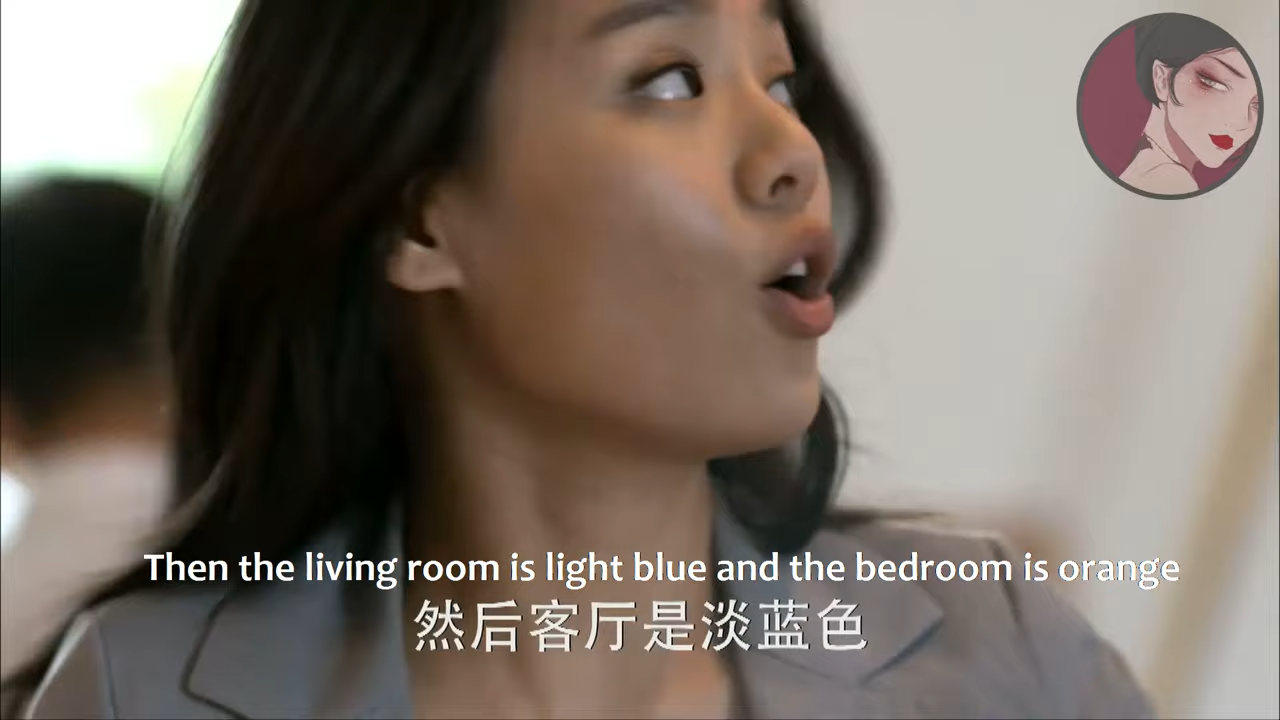 Then the living room is light blue and the bedroom is orange
然后客厅是淡蓝色